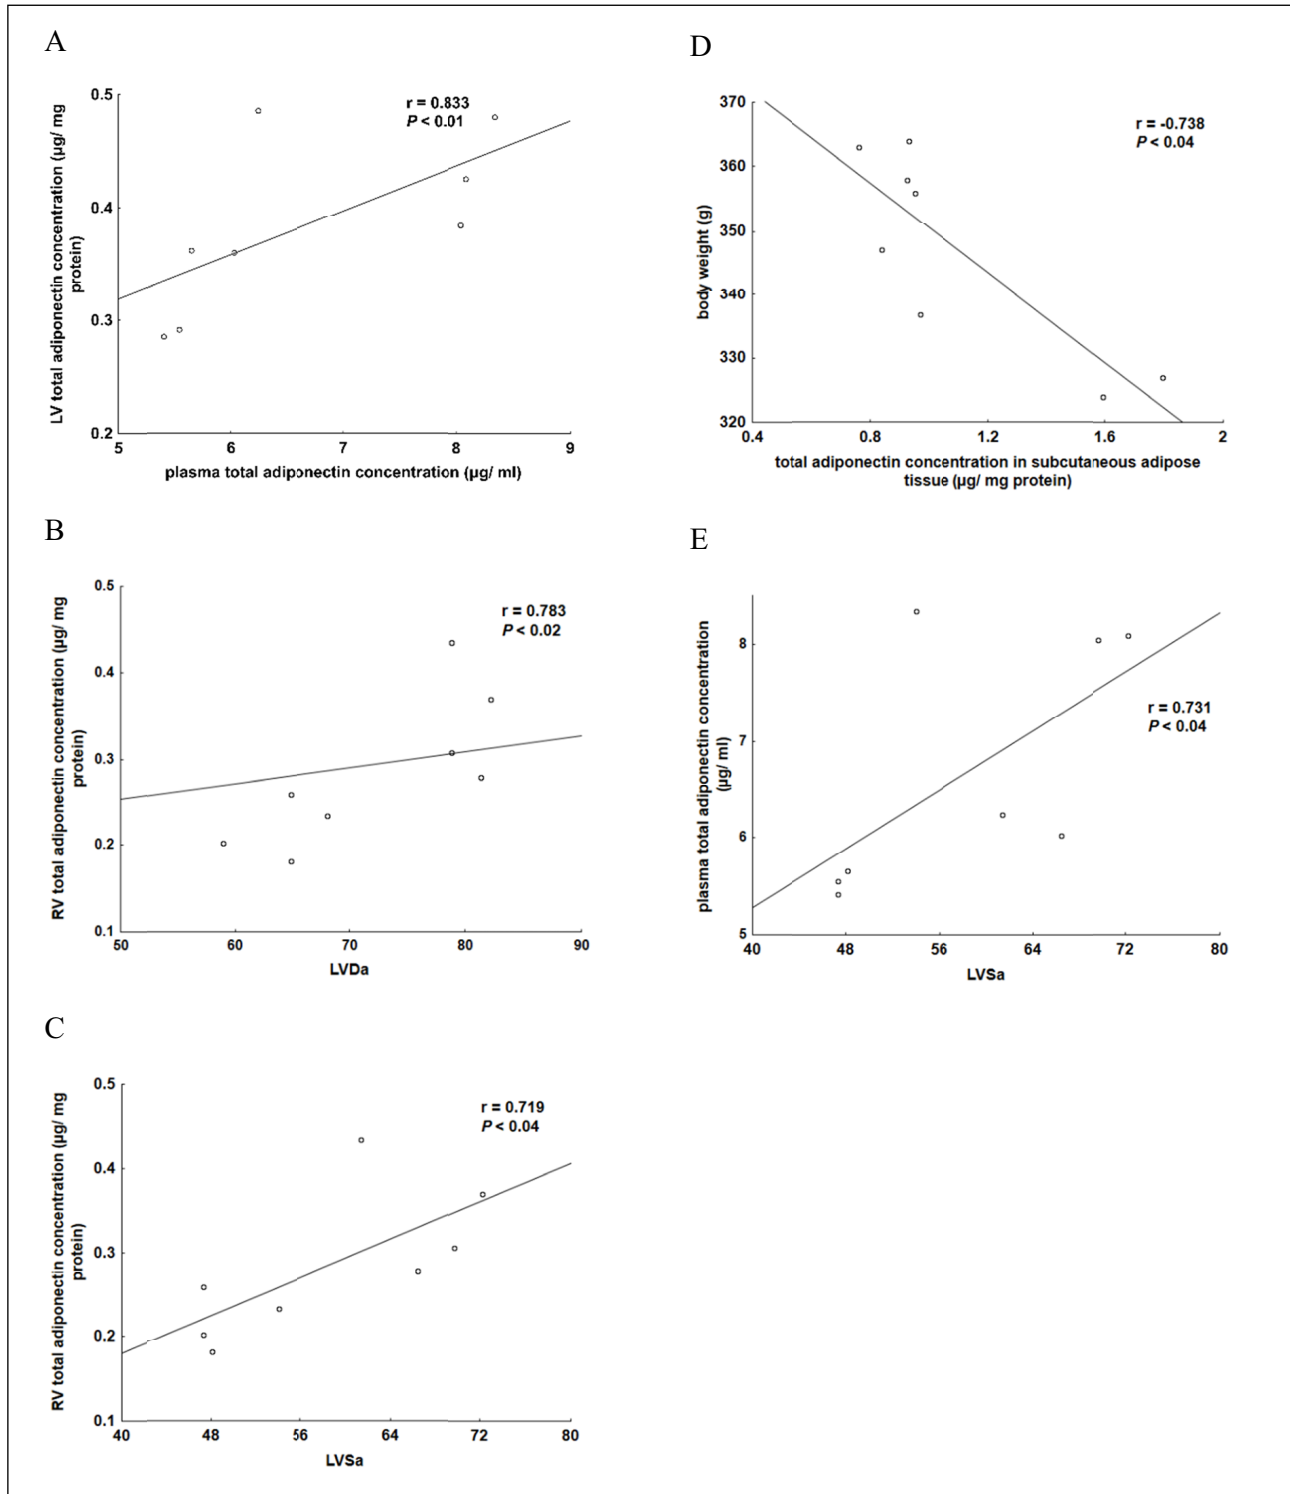 A
r = 0.833
P < 0.01
LV total adiponectin concentration (µg/ mg
protein)
0.5
0.4
0.3
0.2
5 6 7 8 9
plasma total adiponectin concentration (µg/ ml)
B
r = 0.783
P < 0.02
RV total adiponectin concentration (µg/ mg
protein)
0.5
0.4
0.3
0.2
0.1
50 60 70 80 90
LVDa
C
r = 0.719
P < 0.04
RV total adiponectin concentration (µg/ mg
protein)
0.5
0.4
0.3
0.2
0.1
40 48 56 64 72 80
LVSa
D
r = -0.738
P < 0.04
body weight (g)
370
360
350
340
330
320
0.4 0.8 1.2 1.6 2
total adiponectin concentration in subcutaneous adipose
tissue (µg/ mg protein)
E
r = 0.731
P < 0.04
plasma total adiponectin concentration
(µg/ ml)
8
7
6
5
40 48 56 64 72 80
LVSa